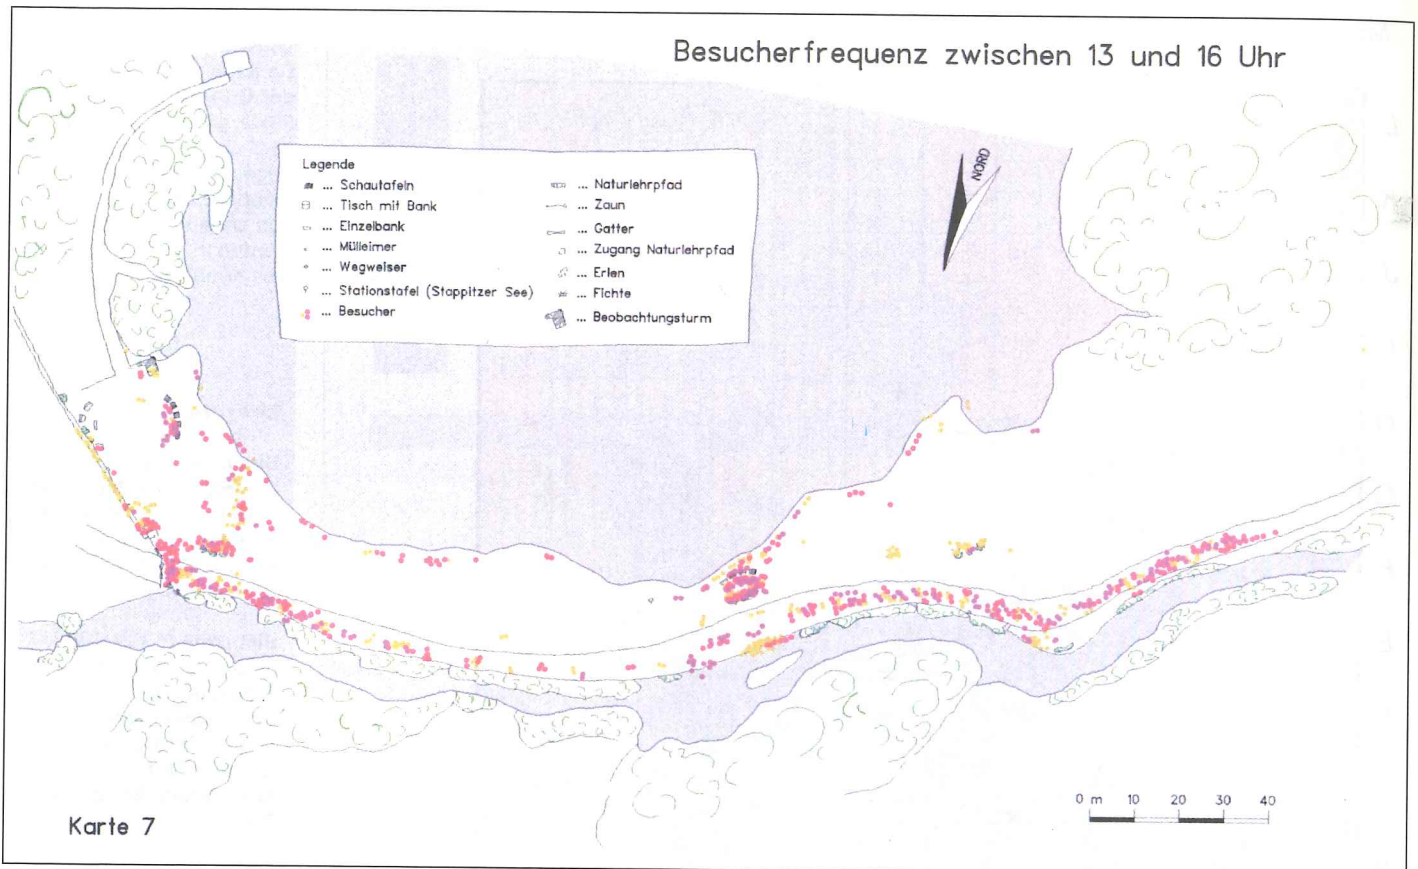 Besucherfrequenz zwischen 13 und 16 Uhr
NORD
Legende
... Schautafeln
... Tisch mit Bank
... Einzelbank
... Mülleimer
... Wegweiser
... Stationstafel (Stappitzer See)
... Besucher
... Naturlehrpfad
... Zaun
... Gatter
... Zugang Naturlehrpfad
... Erlen
... Fichte
... Beobachtungsturm
0 m 10 20 30 40
Karte 7